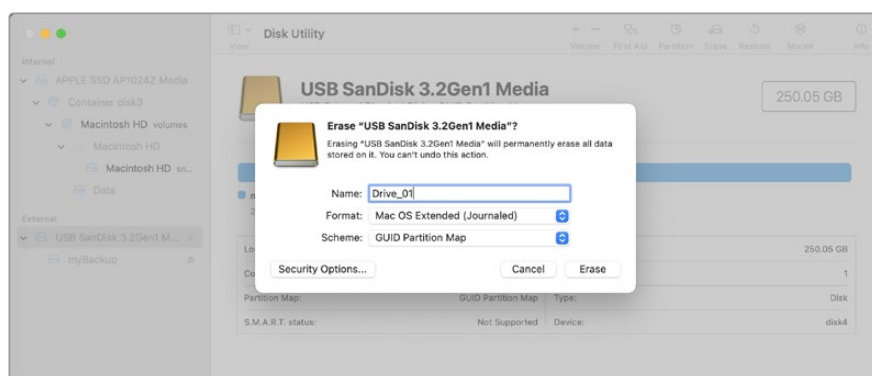 Disk Utility
View
Volume First Aid Partition Erase Restore Mount Info
Internal
APPLE SSD AP1024Z Media
Container disk3
Macintosh HD volumes
Macintosh HD
Macintosh HD sn...
Data
External
USB SanDisk 3.2Gen1 M...
myBackup
USB SanDisk 3.2Gen1 Media
250.05 GB
Erase “USB SanDisk 3.2Gen1 Media”?
Erasing “USB SanDisk 3.2Gen1 Media” will permanently erase all data
stored on it. You can’t undo this action.
Name: Drive_01
Format: Mac OS Extended (Journaled)
Scheme: GUID Partition Map
Security Options... Cancel Erase
250.05 GB
1
Partition Map: GUID Partition Map Type: Disk
S.M.A.R.T. status: Not Supported Device: disk4